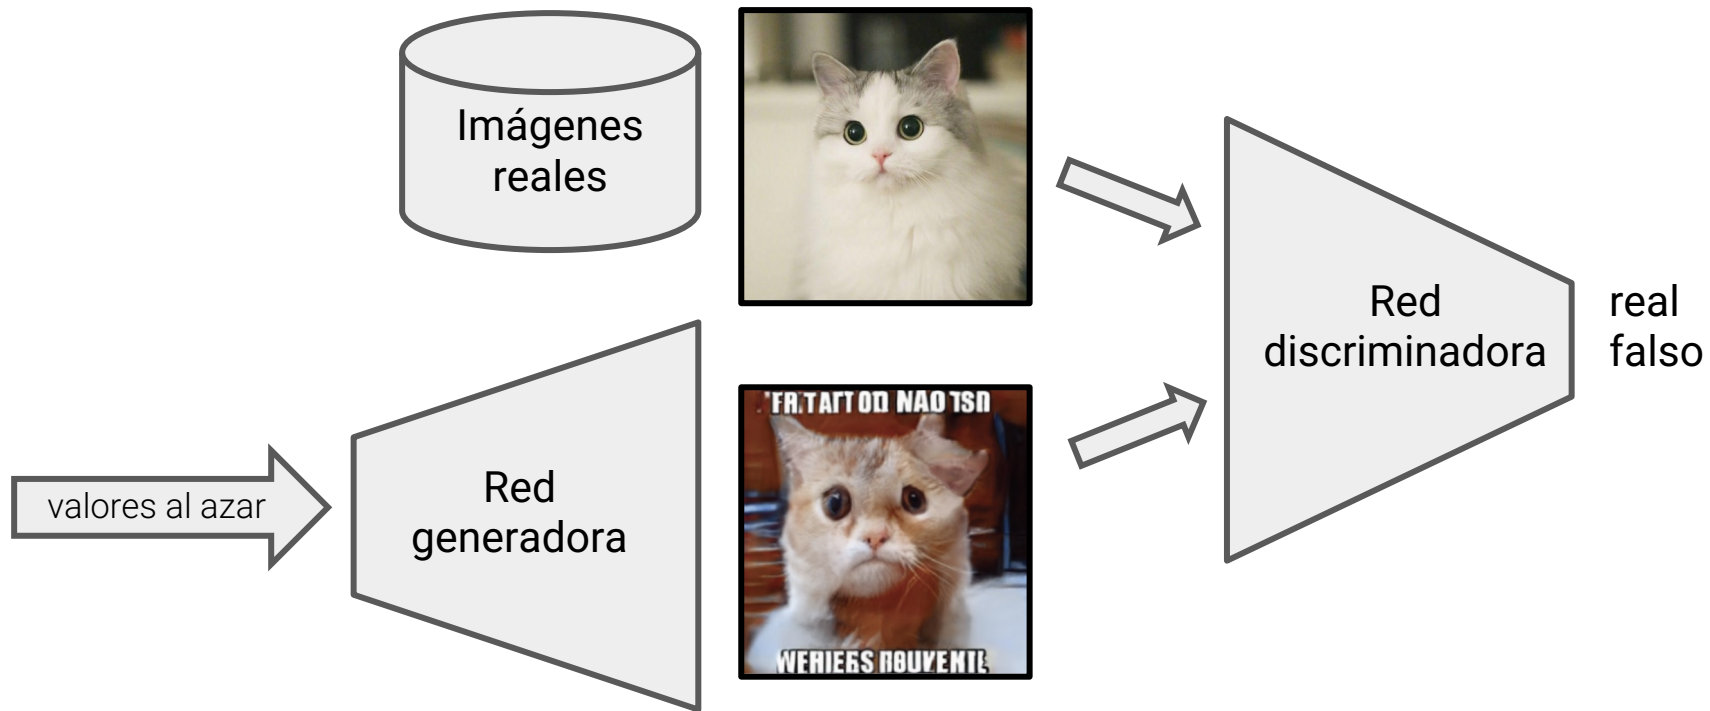 Imágenes
reales
Red
discriminadora
real
falso
valores al azar
Red
generadora